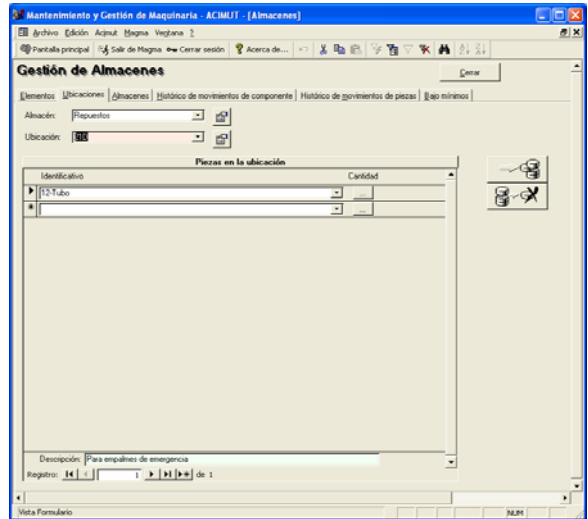 Mantenimiento y Gestión de Maquinaria - ACIMUT - [Almacenes]
Archivo Edición Acimut Magma Ventana ?
Pantalla principal Salir de Magma Cerrar sesión Acerca de...
Gestión de Almacenes
Cerrar
Elementos Ubicaciones Almacenes Histórico de movimientos de componente Histórico de movimientos de piezas Bajo mínimos
Almacén: Repuestos
Ubicación:
Piezas en la ubicación
Identificativo Cantidad
12-Tubo ...
...
Descripción: Para empalmes de emergencia
Registro: 1 de 1
Vista Formulario NUM